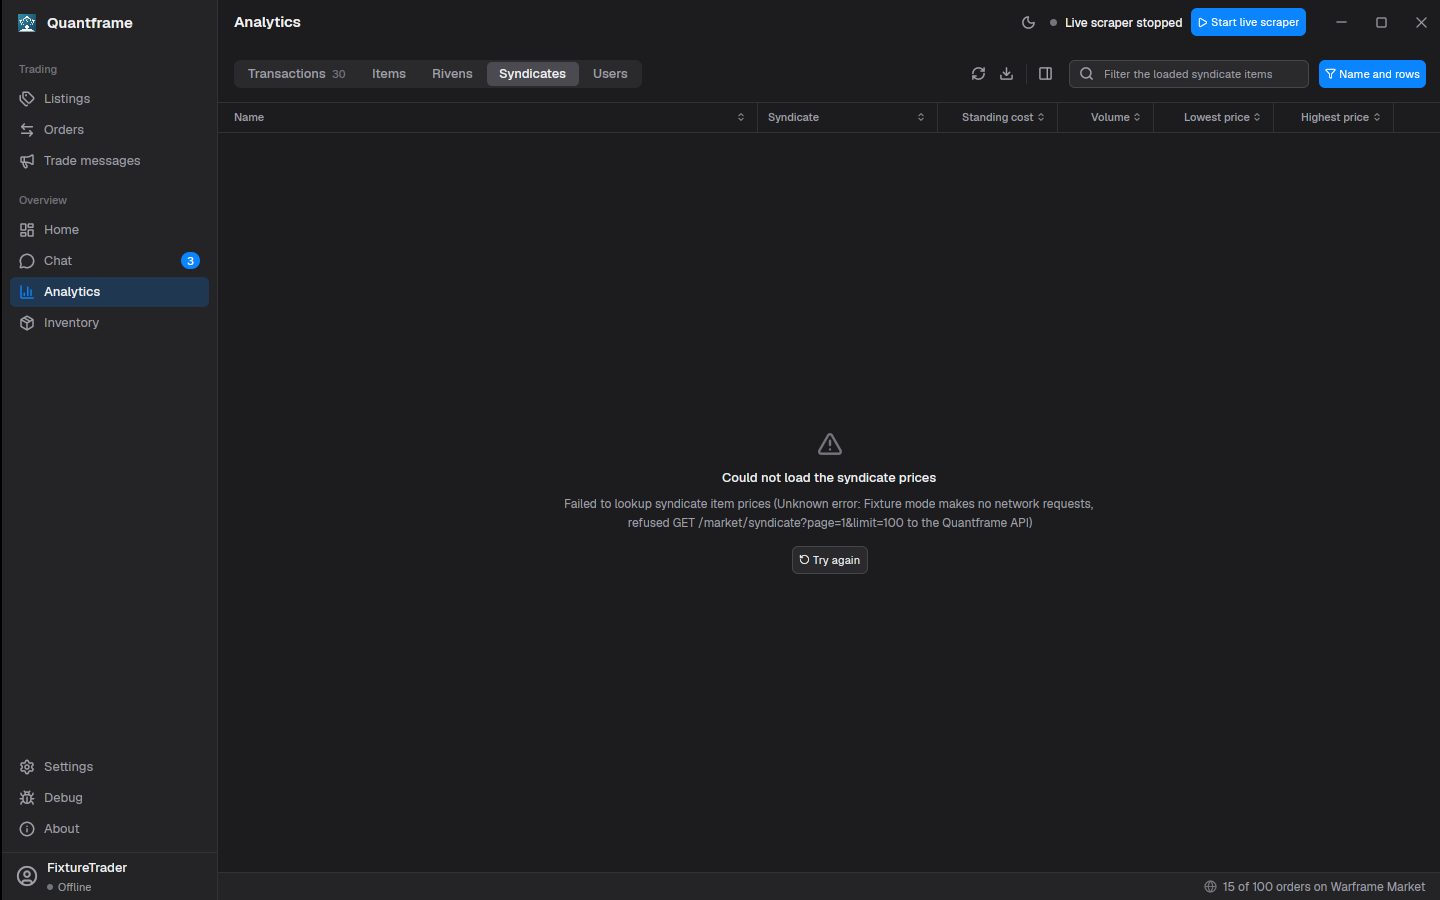 Quantframe
Analytics
Live scraper stopped
Start live scraper
Trading
Listings
Orders
Trade messages
Overview
Home
Chat
3
Analytics
Inventory
Transactions 30
Items
Rivens
Syndicates
Users
Filter the loaded syndicate items
Name and rows
Name
Syndicate
Standing cost
Volume
Lowest price
Highest price
Could not load the syndicate prices
Failed to lookup syndicate item prices (Unknown error: Fixture mode makes no network requests,
refused GET /market/syndicate?page=1&limit=100 to the Quantframe API)
Try again
Settings
Debug
About
FixtureTrader
Offline
15 of 100 orders on Warframe Market